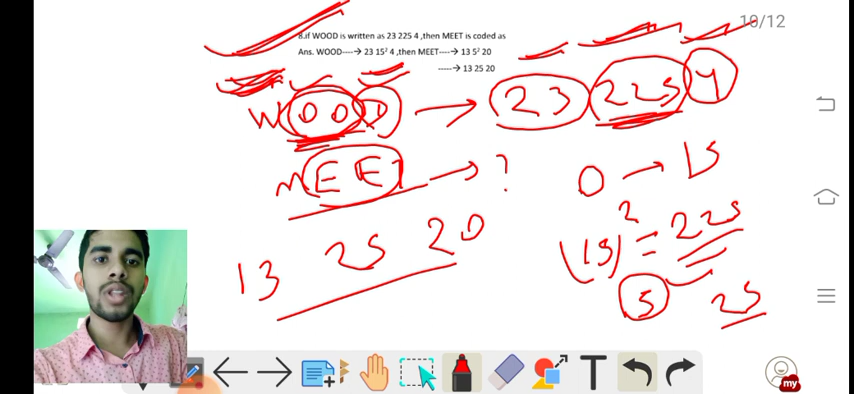 10/12
8.if WOOD is written as 23 225 4 ,then MEET is coded as
Ans. WOOD----→ 23 15² 4 ,then MEET----→ 13 5² 20
-----→ 13 25 20
WOOD → 23 225 4
MEET → ?
O → 15
(15)² = 225
13 25 20
5 25
T
my